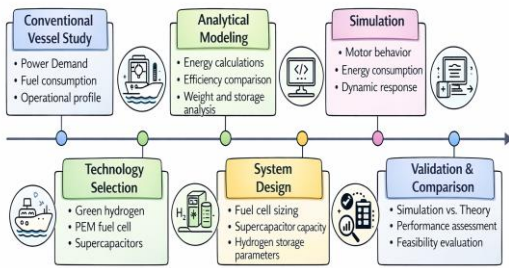 Conventional
Vessel Study
• Power Demand
• Fuel consumption
• Operational profile
Analytical
Modeling
• Energy calculations
• Efficiency comparison
• Weight and storage
analysis
</>
Simulation
• Motor behavior
• Energy consumption
• Dynamic response
Technology
Selection
• Green hydrogen
• PEM fuel cell
• Supercapacitors
H₂
System
Design
• Fuel cell sizing
• Supercapacitor capacity
• Hydrogen storage
parameters
Validation &
Comparison
• Simulation vs. Theory
• Performance assessment
• Feasibility evaluation